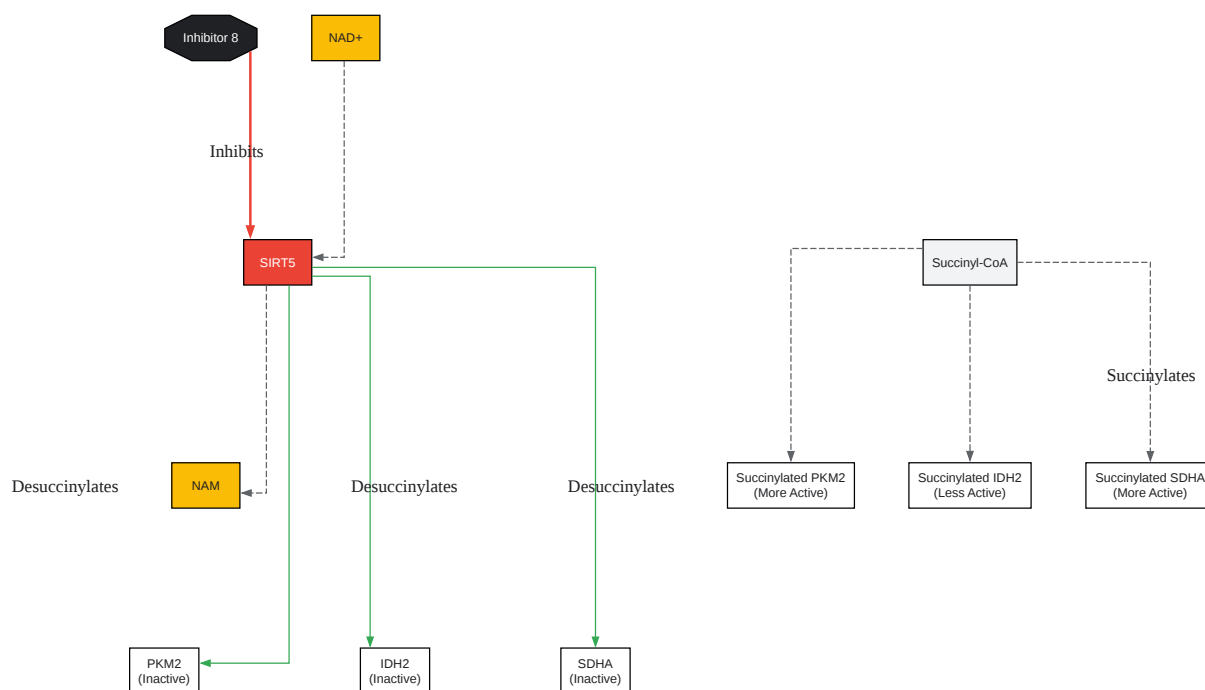 Inhibitor 8
NAD+
Inhibits
SIRT5
Succinyl-CoA
Succinylates
Desuccinylates
NAM
Desuccinylates
Desuccinylates
Succinylated PKM2
(More Active)
Succinylated IDH2
(Less Active)
Succinylated SDHA
(More Active)
PKM2
(Inactive)
IDH2
(Inactive)
SDHA
(Inactive)